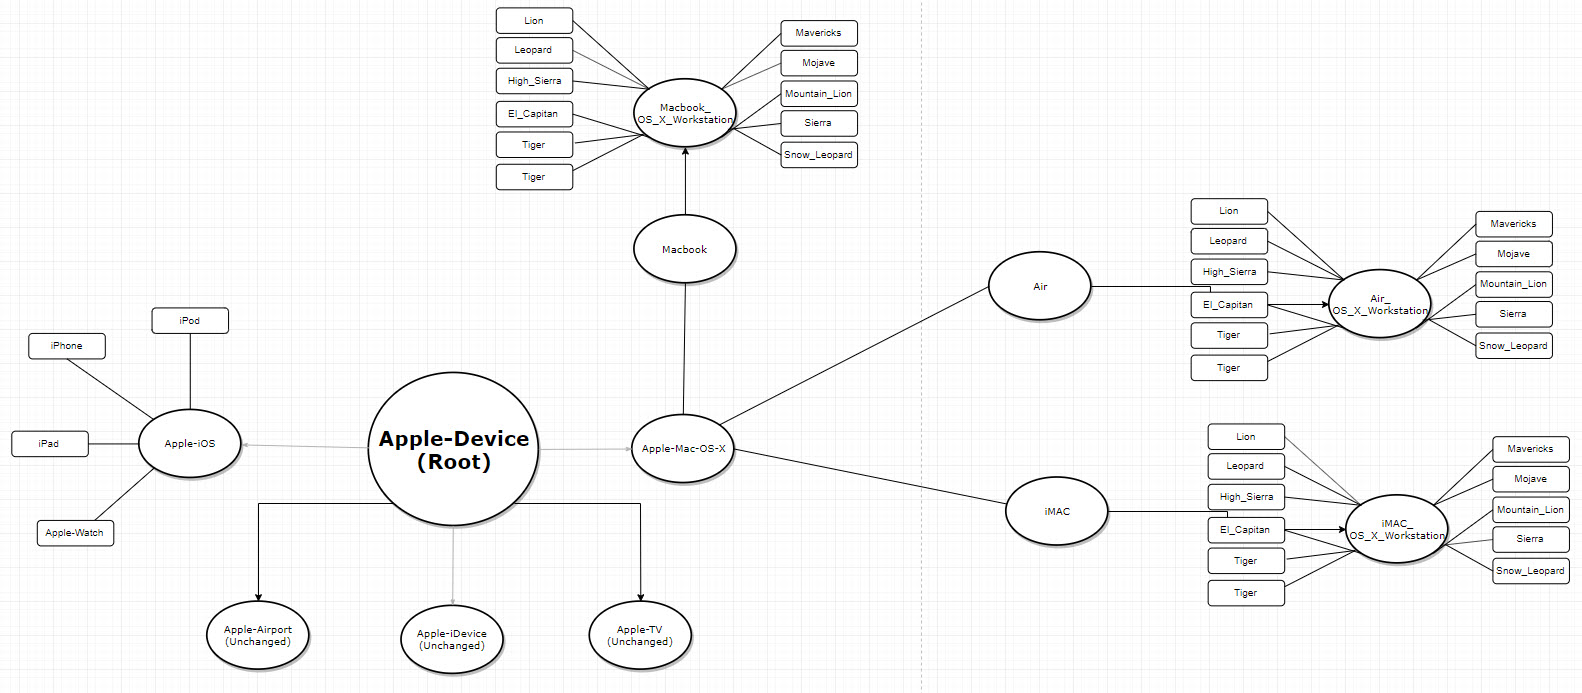 Lion
Leopard
High_Sierra
El_Capitan
Tiger
Tiger
Macbook_
OS_X_Workstation
Mavericks
Mojave
Mountain_Lion
Sierra
Snow_Leopard
Macbook
Air
Lion
Leopard
High_Sierra
El_Capitan
Tiger
Tiger
Air_
OS_X_Workstation
Mavericks
Mojave
Mountain_Lion
Sierra
Snow_Leopard
iPod
iPhone
iPad
Apple-Watch
Apple-iOS
Apple-Device
(Root)
Apple-Mac-OS-X
iMAC
Lion
Leopard
High_Sierra
El_Capitan
Tiger
Tiger
iMAC_
OS_X_Workstation
Mavericks
Mojave
Mountain_Lion
Sierra
Snow_Leopard
Apple-Airport
(Unchanged)
Apple-iDevice
(Unchanged)
Apple-TV
(Unchanged)